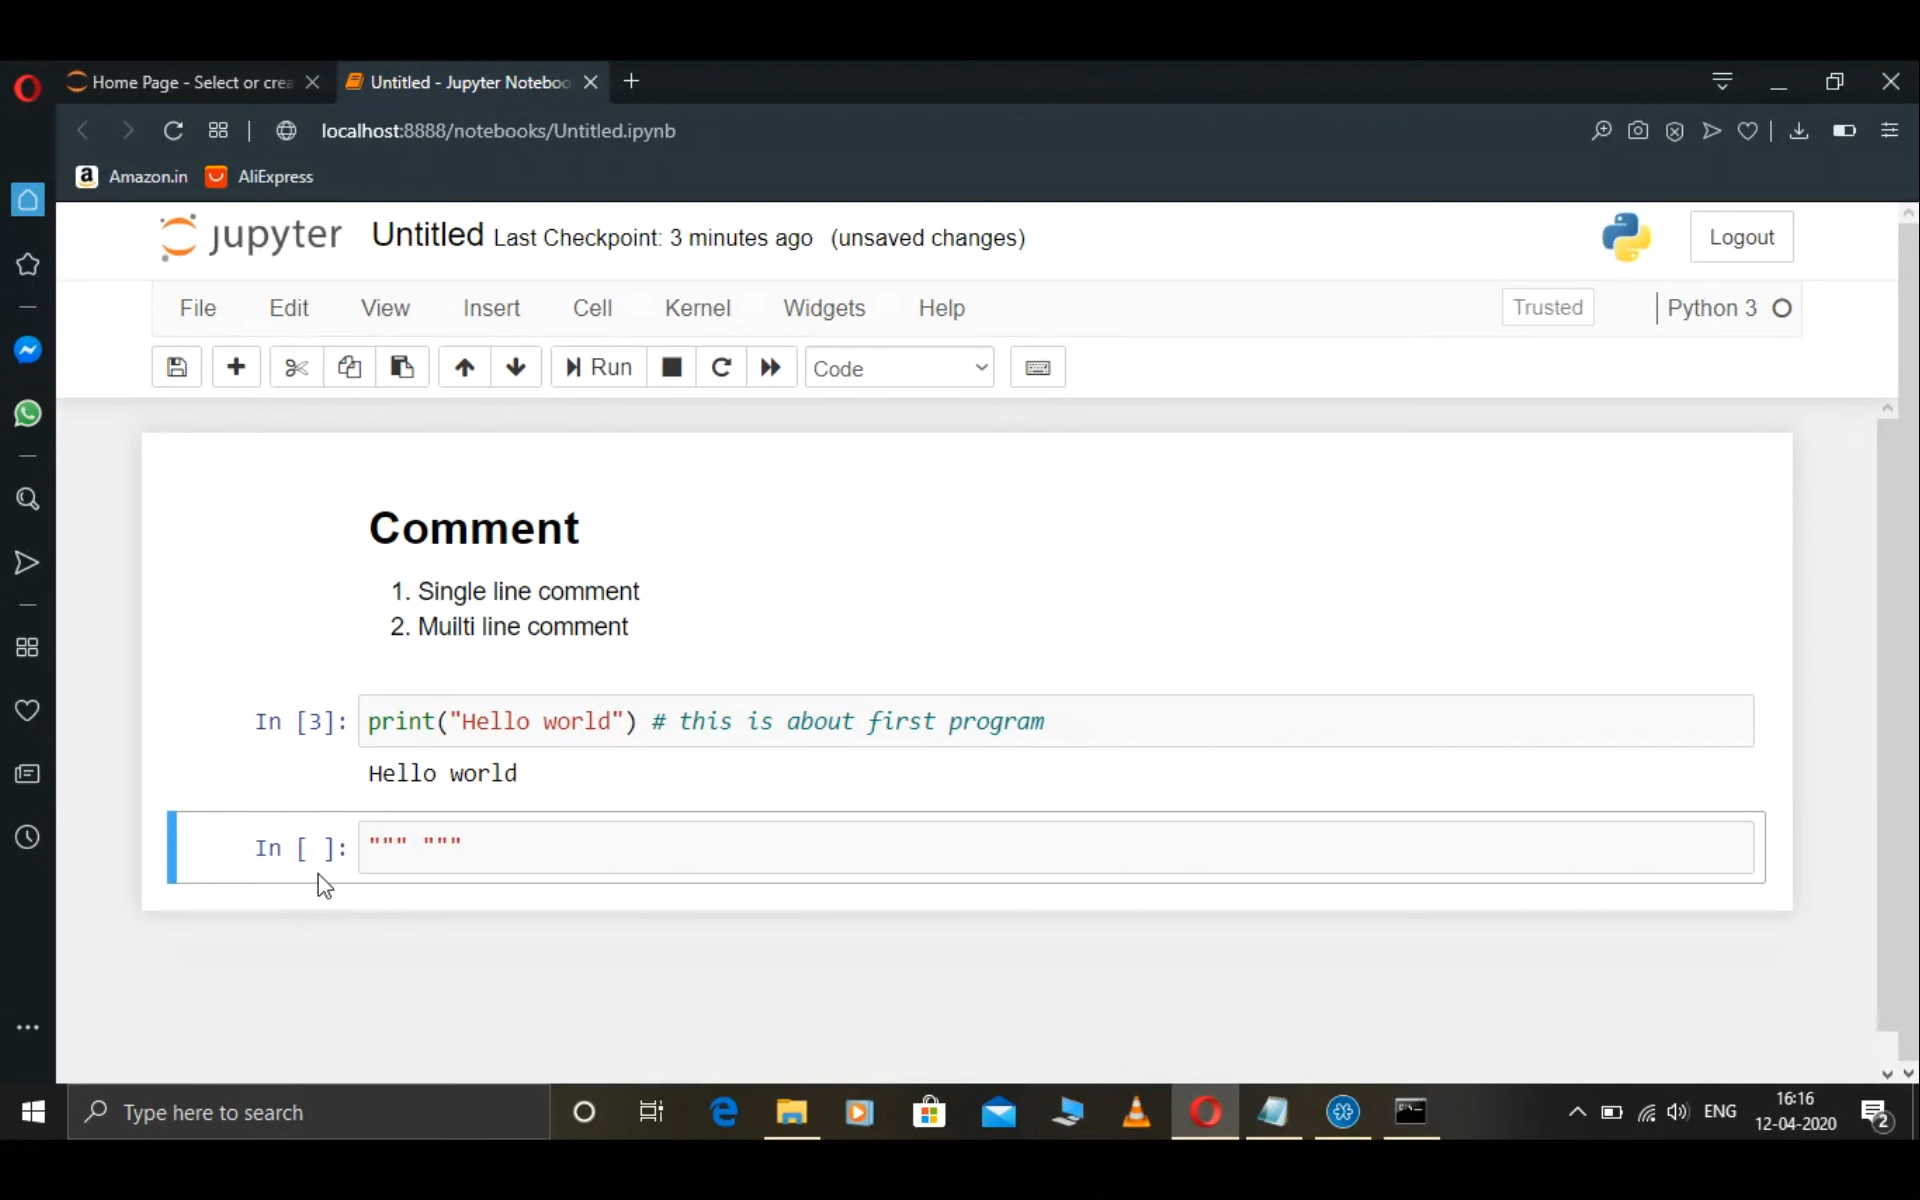 Home Page - Select or crea
Untitled - Jupyter Noteboo
localhost:8888/notebooks/Untitled.ipynb
Amazon.in AliExpress
jupyter Untitled Last Checkpoint: 3 minutes ago (unsaved changes)
Logout
File Edit View Insert Cell Kernel Widgets Help
Trusted Python 3
Run Code
Comment
1. Single line comment
2. Muilti line comment
In [3]: print("Hello world") # this is about first program
Hello world
In [ ]: """ """
Type here to search
ENG
16:16
12-04-2020
2